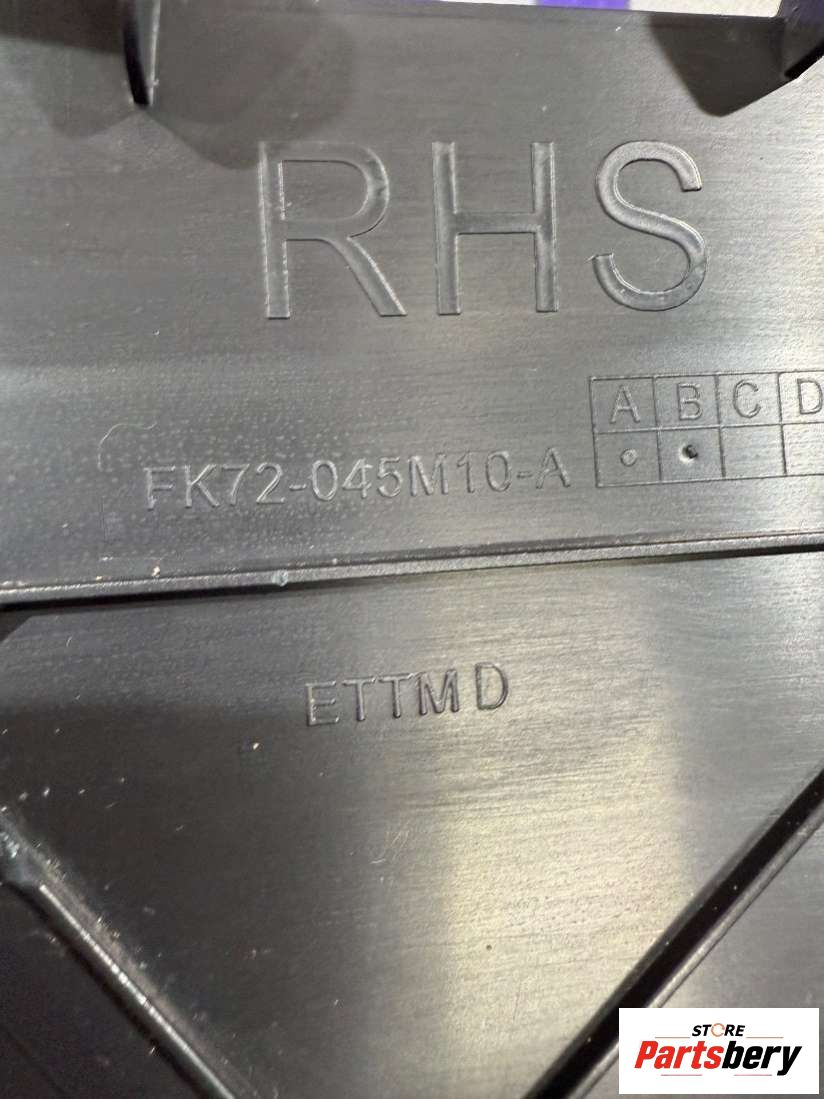 RHS
A B C D
FK72-045M10-A
ETTMD
STORE
Partsbery